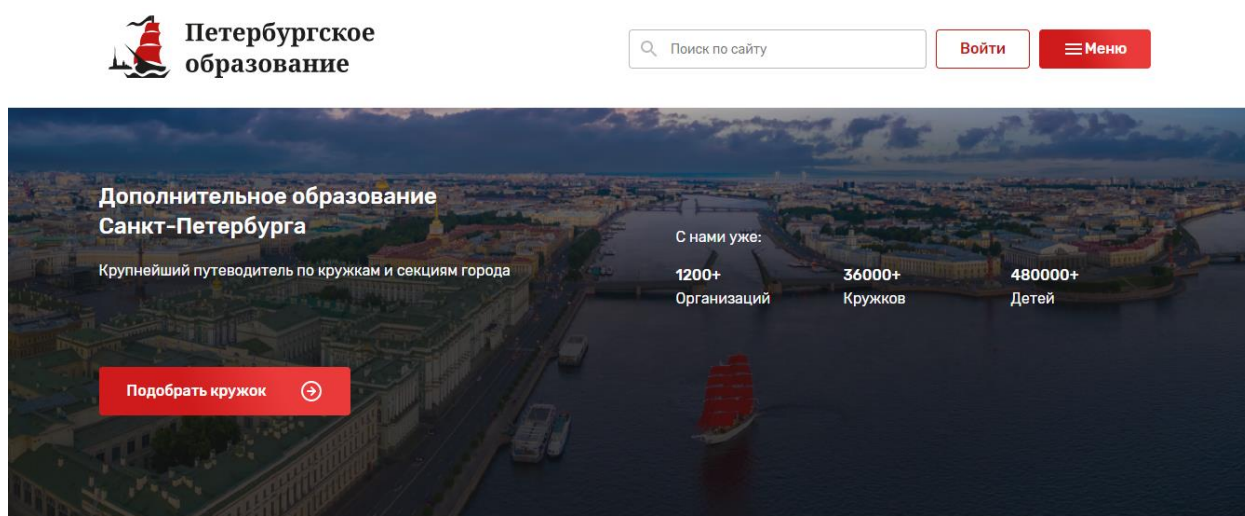 Петербургское
образование
Поиск по сайту
Войти
Меню
Дополнительное образование
Санкт-Петербурга
Крупнейший путеводитель по кружкам и секциям города
С нами уже:
1200+
Организаций
36000+
Кружков
480000+
Детей
Подобрать кружок